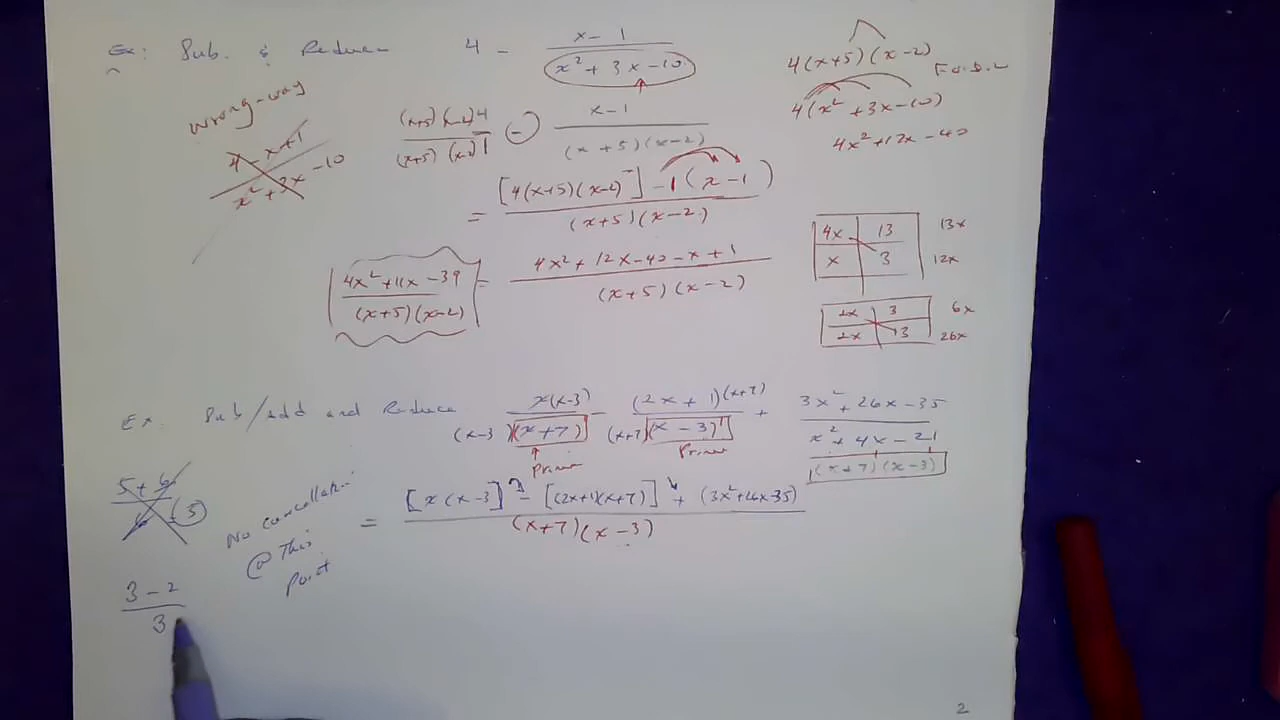 Ex: Sub. & Reduce 4 - x-1 / x²+3x-10
wrong-way
4-x+1 / x²+3x-10
(x+5)(x-2)4 / (x+5)(x-2)1 - x-1 / (x+5)(x-2)
= [4(x+5)(x-2)] -1(x-1) / (x+5)(x-2)
4x²+11x-39 / (x+5)(x-2) = 4x²+12x-40-x+1 / (x+5)(x-2)
4(x+5)(x-2)
F.O.I.L
4(x²+3x-10)
4x²+12x-40
4x 13 13x
x 3 12x
2x 3 6x
2x 13 26x
Ex: Sub/add and Reduce x(x-3) / (x-3)(x+7) - (2x+1)(x+7) / (x+7)(x-3) + 3x²+26x-35 / x²+4x-21
(x+7)(x-3)
Prime
Prime
= [x(x-3)] - [(2x+1)(x+7)] + (3x²+26x-35) / (x+7)(x-3)
No cancellation
@ This
point
3-2 / 3
2